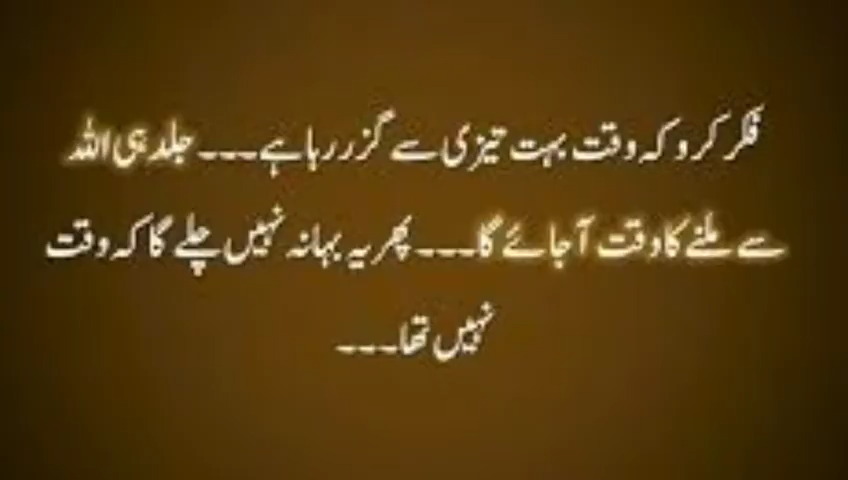 فکر کرو کہ وقت بہت تیزی سے گزر رہا ہے۔۔۔ جلد ہی اللہ
سے ملنے کا وقت آ جائے گا۔۔۔ پھر یہ بہانہ نہیں چلے گا کہ وقت
نہیں تھا۔۔۔